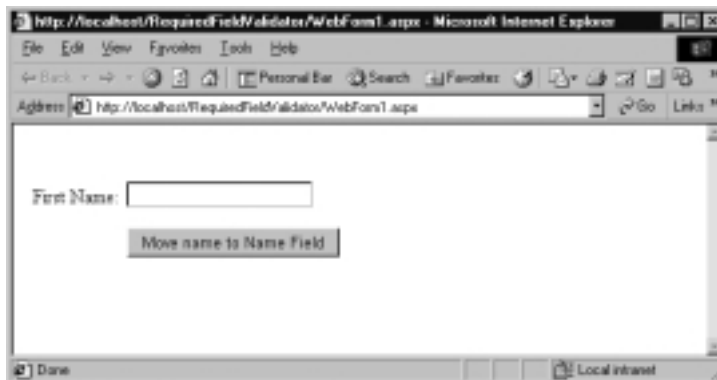 http://localhost/RequiredFieldValidator/WebForm1.aspx - Microsoft Internet Explorer
File Edit View Favorites Tools Help
Back Personal Bar Search Favorites
Address http://localhost/RequiredFieldValidator/WebForm1.aspx Go Links »
First Name:
Move name to Name Field
Done Local intranet